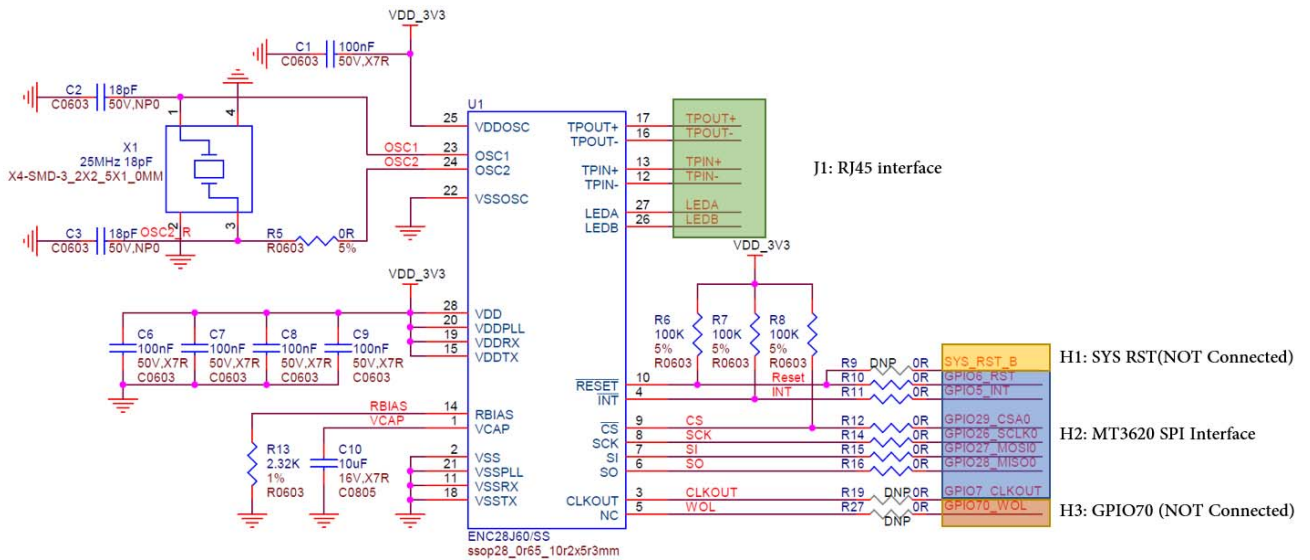 VDD_3V3
C1 100nF
C0603 50V,X7R
C2 18pF
C0603 50V,NP0
1 4
X1
25MHz 18pF
X4-SMD-3_2X2_5X1_0MM
2 3
C3 18pF OSC2_R
C0603 50V,NP0
R5 0R
R0603 5%
OSC1
OSC2
U1
25 VDDOSC
23 OSC1
24 OSC2
22 VSSOSC
VDD_3V3
28 VDD
20 VDDPLL
19 VDDRX
15 VDDTX
C6 C7 C8 C9
100nF 100nF 100nF 100nF
50V,X7R 50V,X7R 50V,X7R 50V,X7R
C0603 C0603 C0603 C0603
RBIAS 14 RBIAS
VCAP 1 VCAP
R13
2.32K
1%
R0603
C10
10uF
16V,X7R
C0805
2 VSS
21 VSSPLL
11 VSSRX
18 VSSTX
ENC28J60/SS
ssop28_0r65_10r2x5r3mm
TPOUT+ 17 TPOUT+
TPOUT- 16 TPOUT-
TPIN+ 13 TPIN+
TPIN- 12 TPIN-
LEDA 27 LEDA
LEDB 26 LEDB
J1: RJ45 interface
VDD_3V3
R6 R7 R8
100K 100K 100K
5% 5% 5%
R0603 R0603 R0603
R9 DNP 0R SYS_RST_B
RESET 10 Reset R10 0R GPIO6_RST
INT 4 INT R11 0R GPIO5_INT
CS 9 CS R12 0R GPIO29_CSA0
SCK 8 SCK R14 0R GPIO26_SCLK0
SI 7 SI R15 0R GPIO27_MOSI0
SO 6 SO R16 0R GPIO28_MISO0
CLKOUT 3 CLKOUT R19 DNP 0R GPIO7_CLKOUT
NC 5 WOL R27 DNP 0R GPIO70_WOL
H1: SYS RST(NOT Connected)
H2: MT3620 SPI Interface
H3: GPIO70 (NOT Connected)